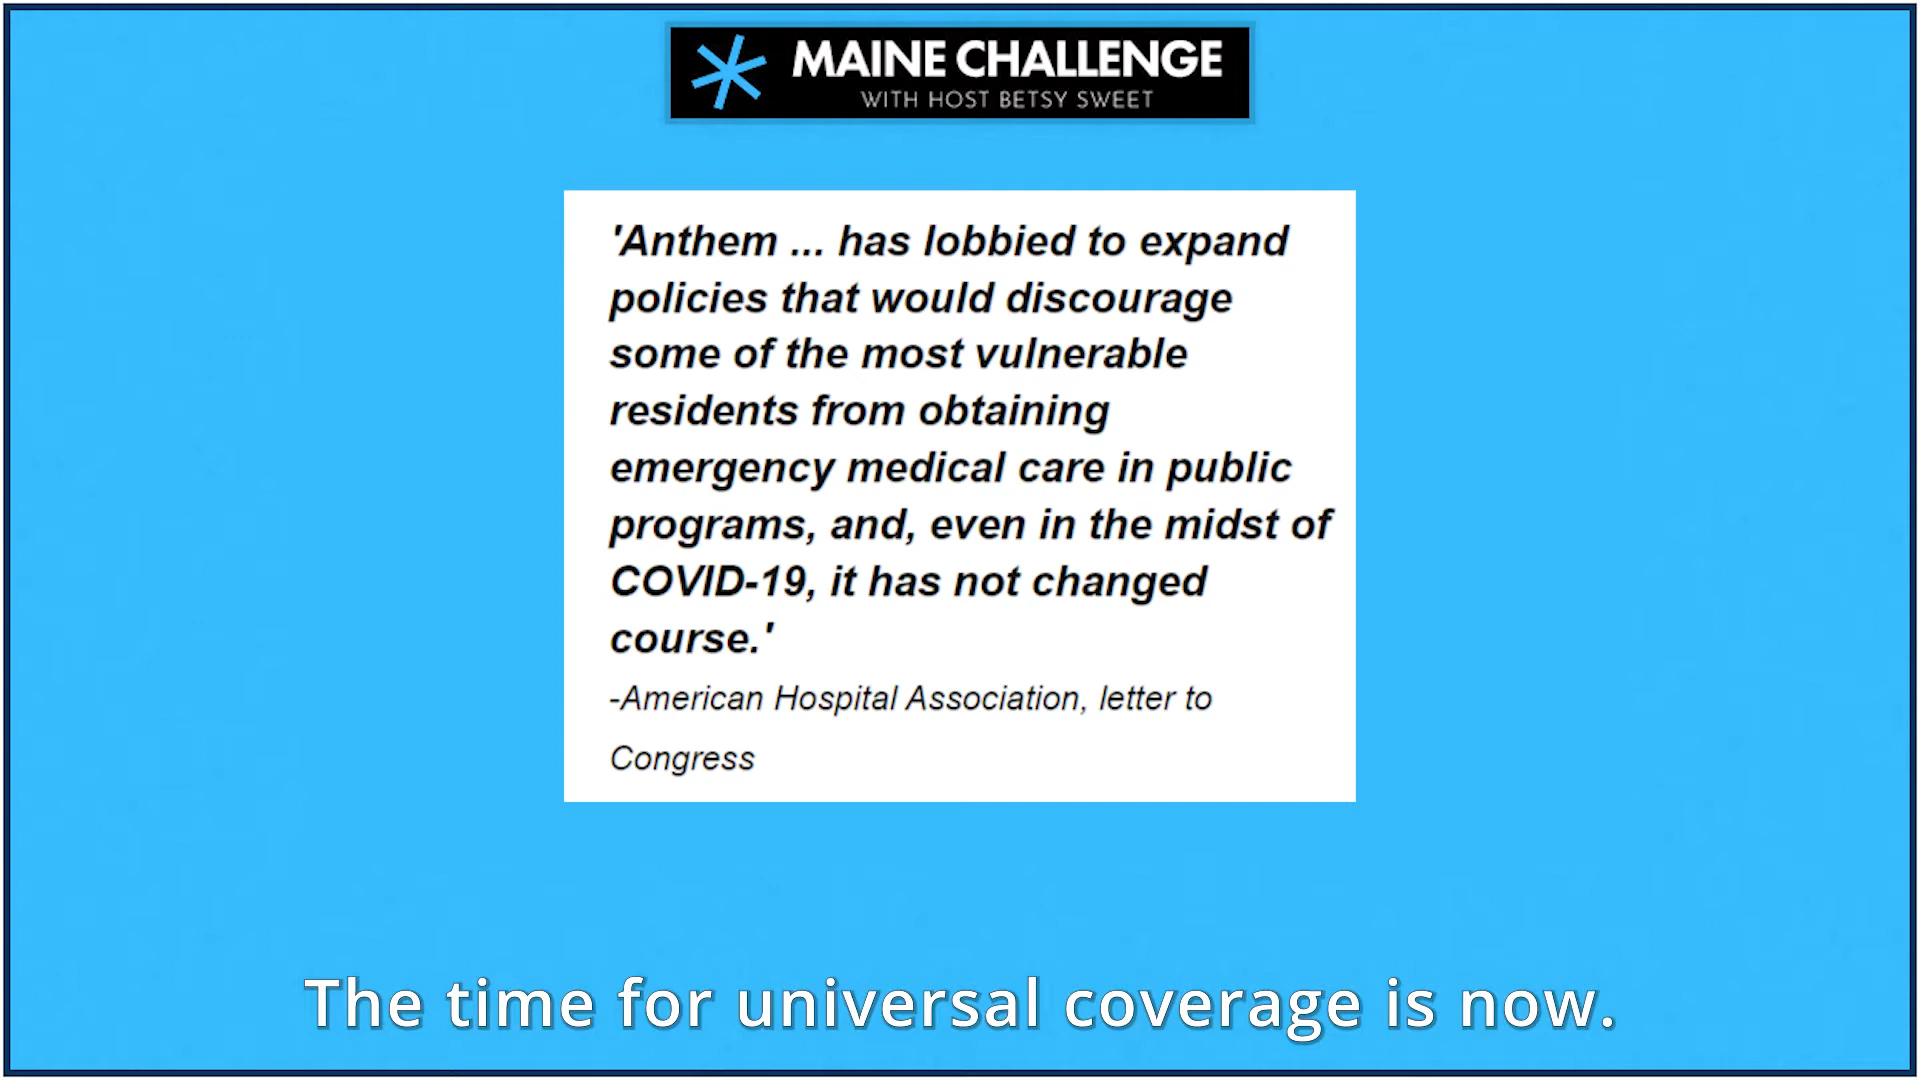 MAINE CHALLENGE
WITH HOST BETSY SWEET
'Anthem ... has lobbied to expand
policies that would discourage
some of the most vulnerable
residents from obtaining
emergency medical care in public
programs, and, even in the midst of
COVID-19, it has not changed
course.'
-American Hospital Association, letter to
Congress
The time for universal coverage is now.